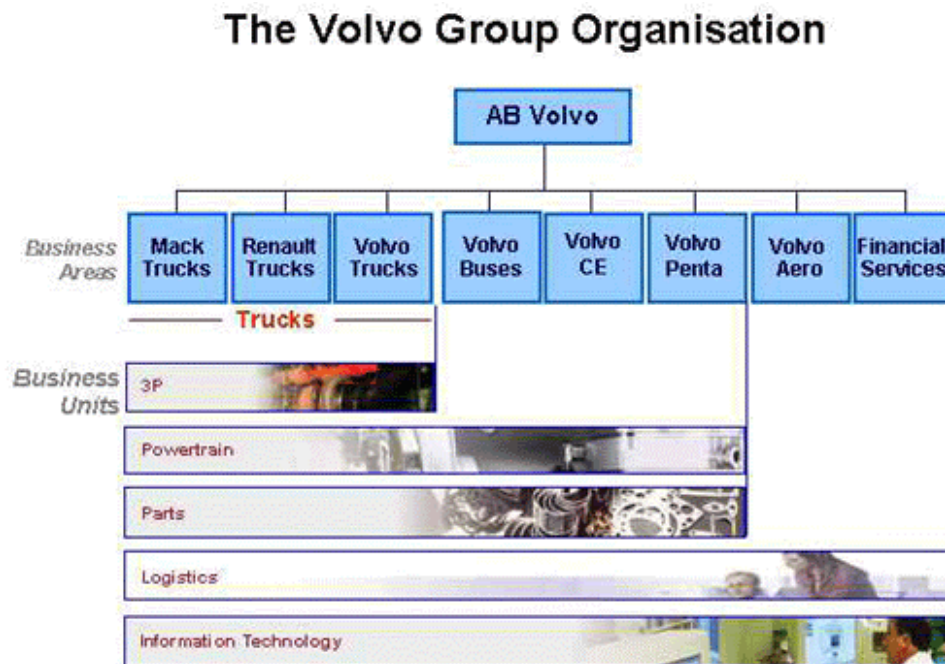 The Volvo Group Organisation
AB Volvo
Business
Areas
Mack
Trucks
Renault
Trucks
Volvo
Trucks
Volvo
Buses
Volvo
CE
Volvo
Penta
Volvo
Aero
Financial
Services
Trucks
Business
Units
3P
Powertrain
Parts
Logistics
Information Technology